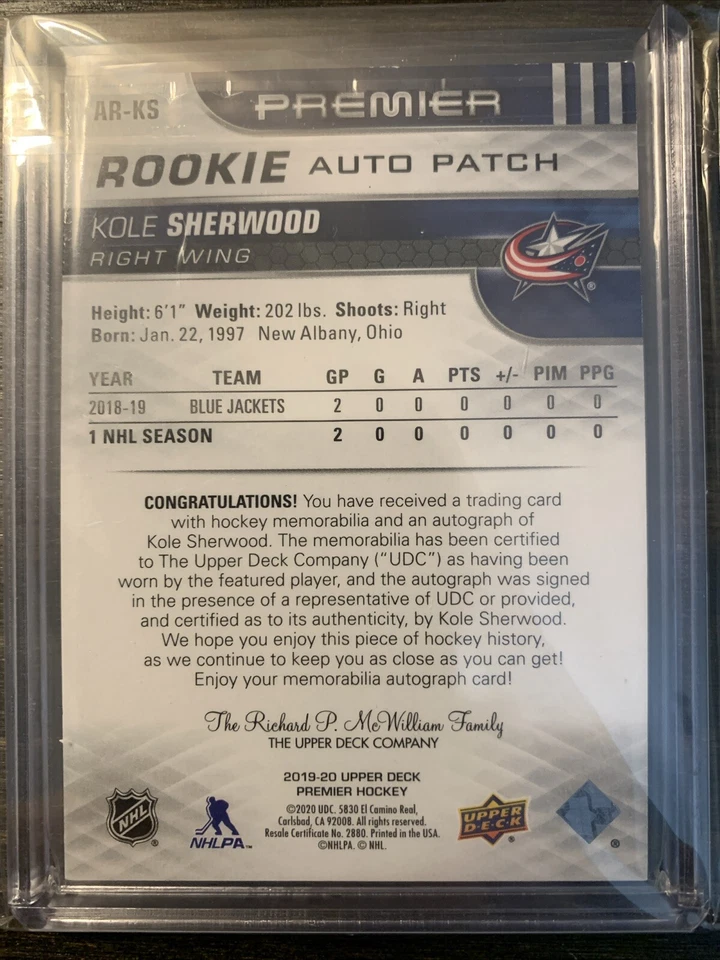 AR-KS
PREMIER
ROOKIE AUTO PATCH
KOLE SHERWOOD
RIGHT WING
®
Height: 6'1" Weight: 202 lbs. Shoots: Right
Born: Jan. 22, 1997 New Albany, Ohio
YEAR TEAM GP G A PTS +/- PIM PPG
2018-19 BLUE JACKETS 2 0 0 0 0 0 0
1 NHL SEASON 2 0 0 0 0 0 0
CONGRATULATIONS! You have received a trading card
with hockey memorabilia and an autograph of
Kole Sherwood. The memorabilia has been certified
to The Upper Deck Company ("UDC") as having been
worn by the featured player, and the autograph was signed
in the presence of a representative of UDC or provided,
and certified as to its authenticity, by Kole Sherwood.
We hope you enjoy this piece of hockey history,
as we continue to keep you as close as you can get!
Enjoy your memorabilia autograph card!
The Richard P. McWilliam Family
THE UPPER DECK COMPANY
2019-20 UPPER DECK
PREMIER HOCKEY
©2020 UDC. 5830 El Camino Real,
Carlsbad, CA 92008. All rights reserved.
Resale Certificate No. 2880. Printed in the USA.
©NHLPA. © NHL.
NHL
NHLPA™
UPPER
D·E·C·K
®
®